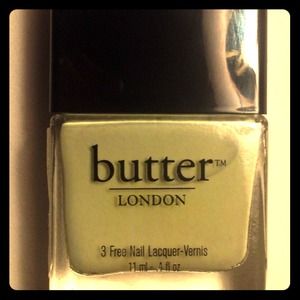 butter™
LONDON
3 Free Nail Lacquer-Vernis
11 ml - .4 fl oz